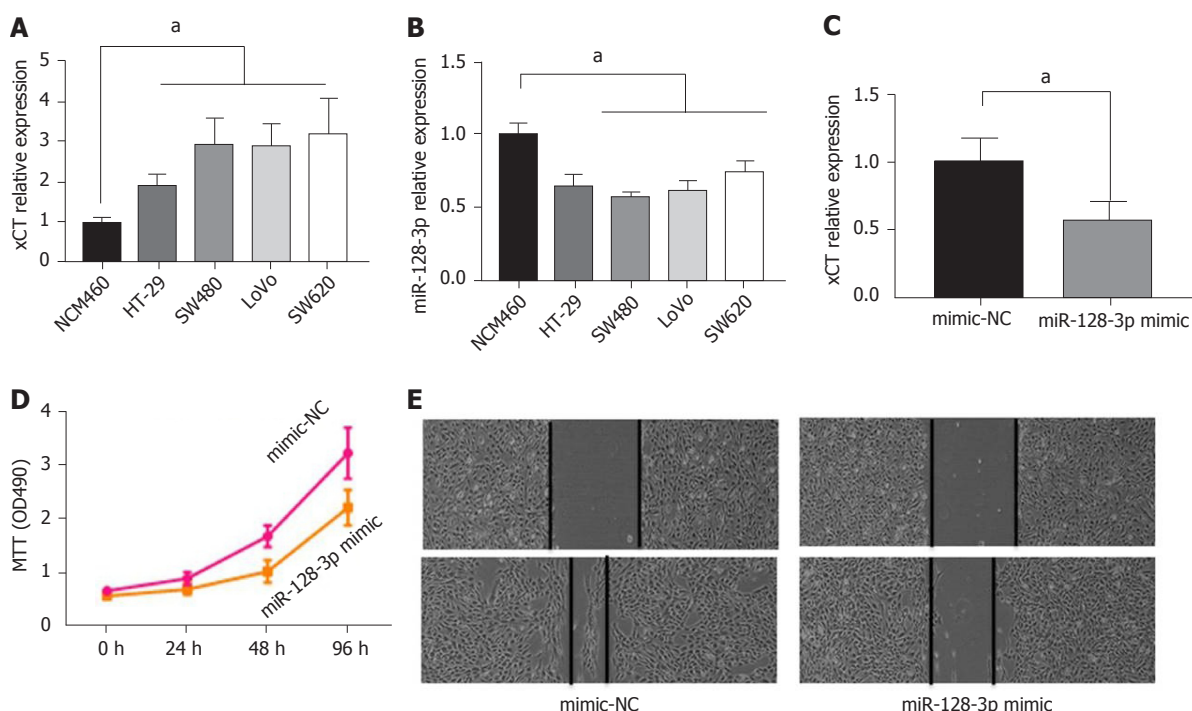 A
a
xCT relative expression
5
4
3
2
1
0
NCM460
HT-29
SW480
LoVo
SW620
B
a
miR-128-3p relative expression
1.5
1.0
0.5
0.0
NCM460
HT-29
SW480
LoVo
SW620
C
a
xCT relative expression
1.5
1.0
0.5
0.0
mimic-NC
miR-128-3p mimic
D
MTT (OD490)
4
3
2
1
0
mimic-NC
miR-128-3p mimic
0 h
24 h
48 h
96 h
E
mimic-NC
miR-128-3p mimic